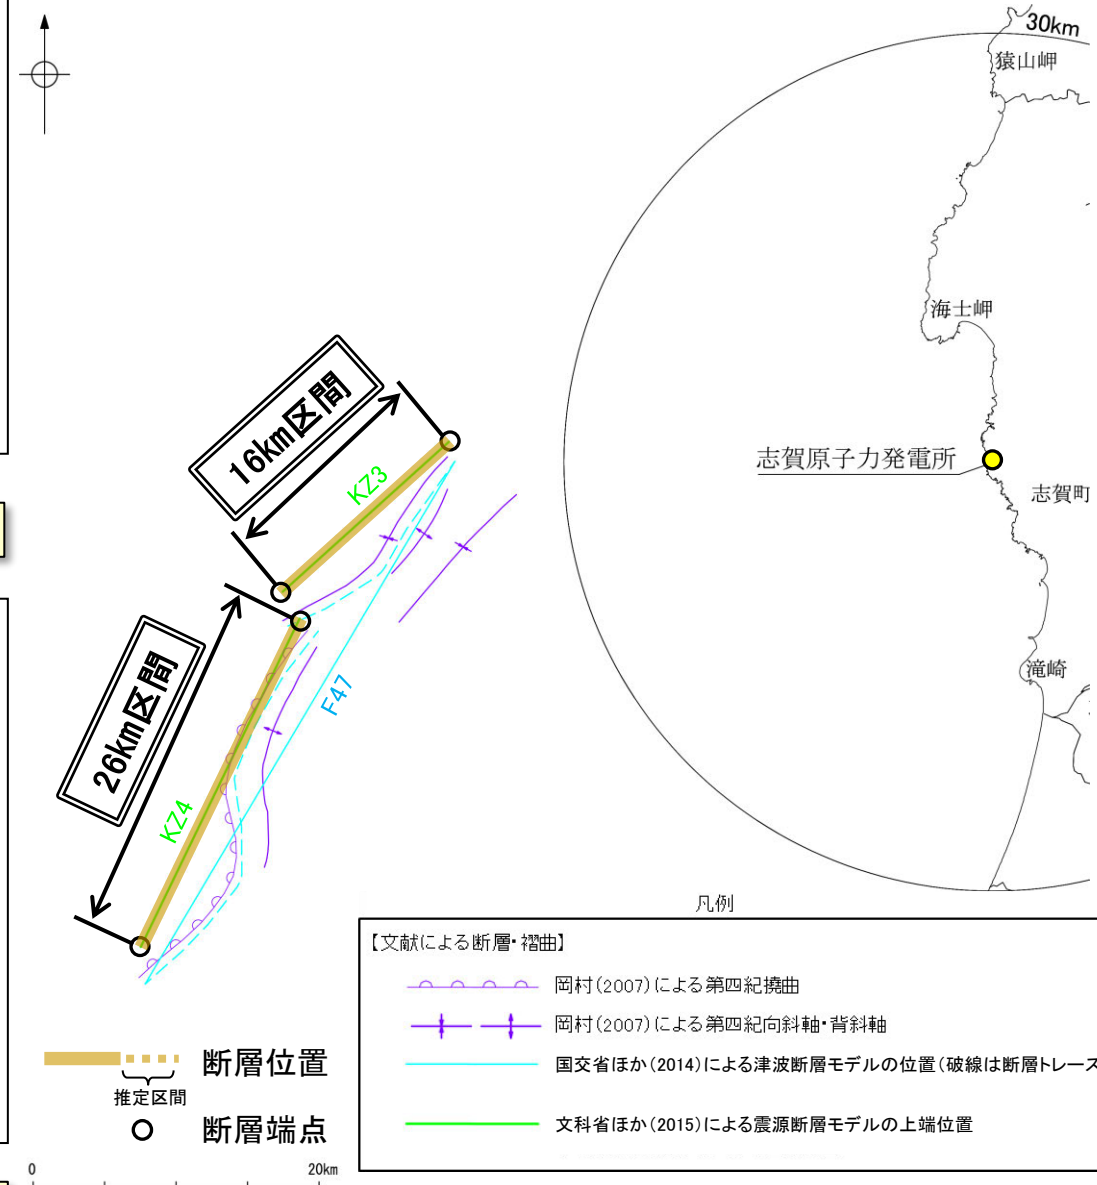 30km
猿山岬
海士岬
16km区間
KZ3
志賀原子力発電所
志賀町
26km区間
F47
滝崎
KZ4
凡例
【文献による断層・褶曲】
岡村(2007)による第四紀撓曲
岡村(2007)による第四紀向斜軸・背斜軸
国交省ほか(2014)による津波断層モデルの位置(破線は断層トレース
文科省ほか(2015)による震源断層モデルの上端位置
断層位置
推定区間
断層端点
0 20km